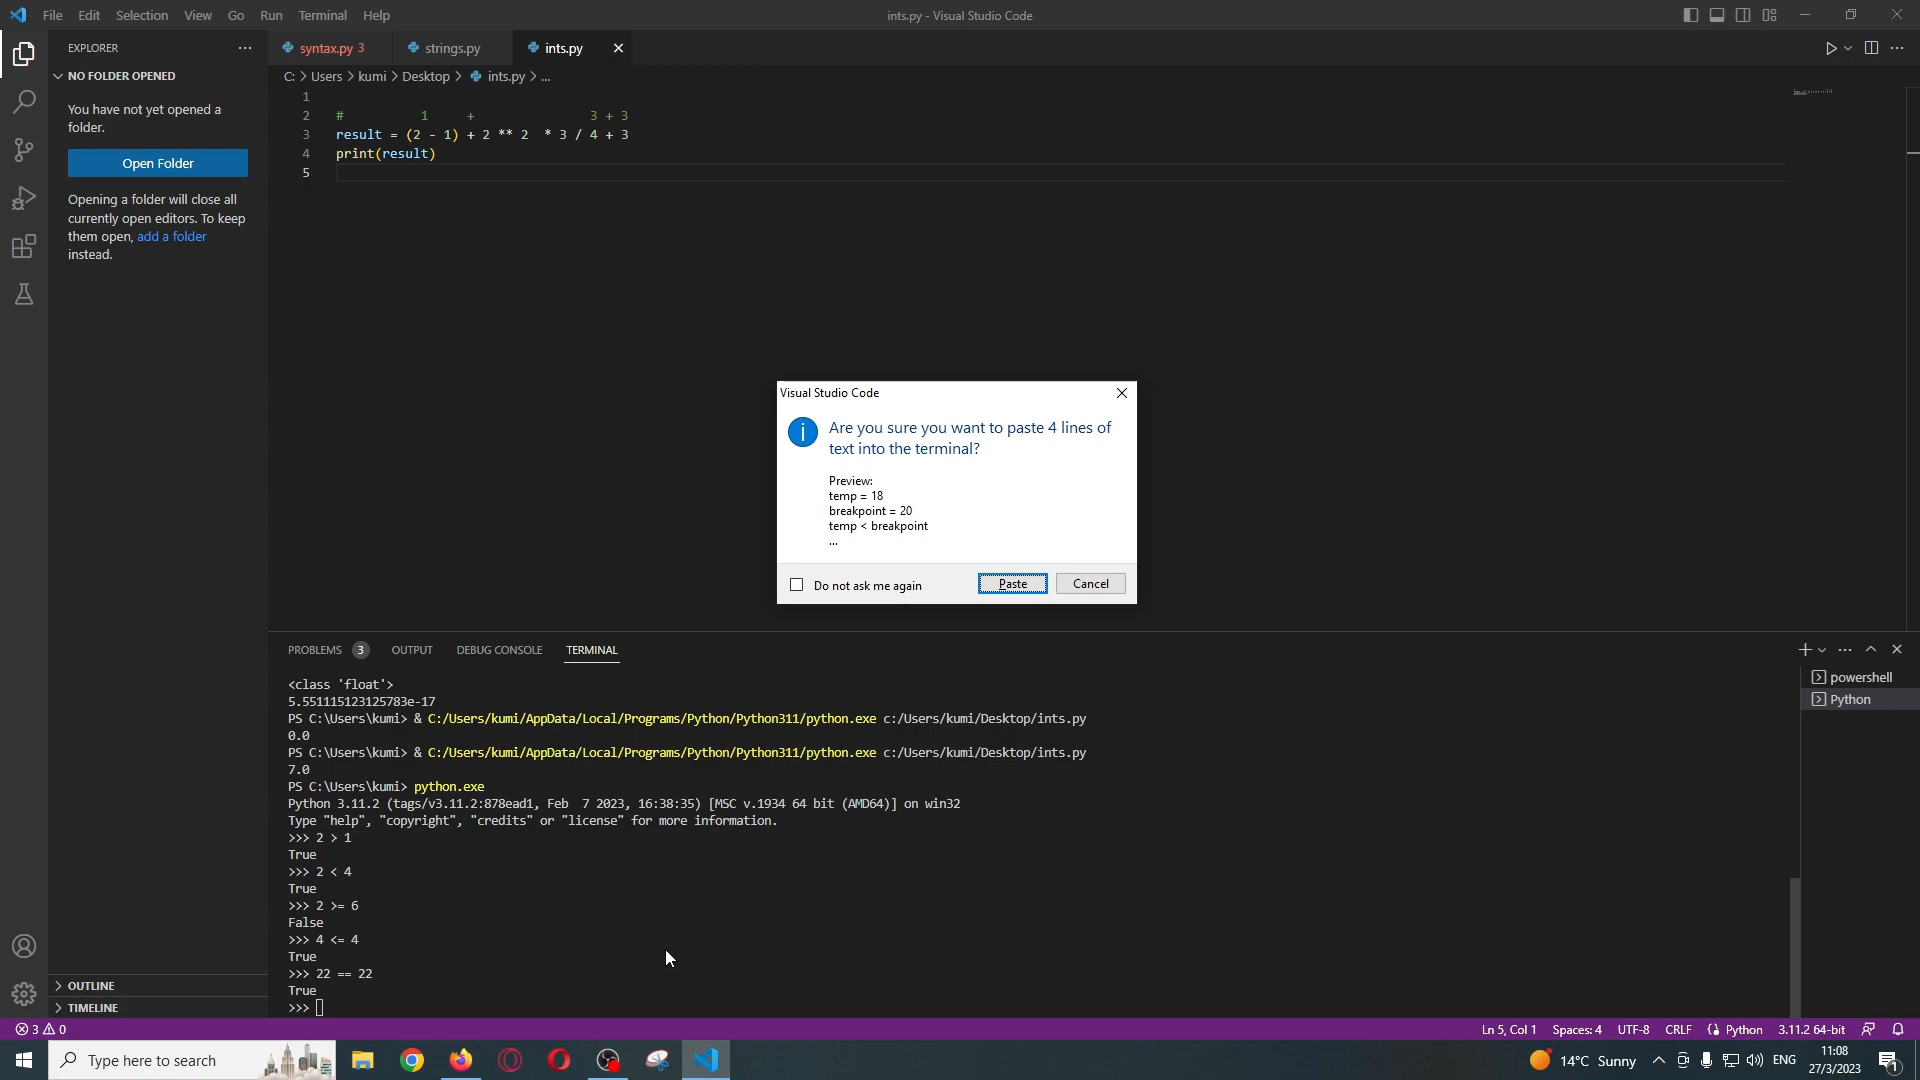 File Edit Selection View Go Run Terminal Help
ints.py - Visual Studio Code
EXPLORER
NO FOLDER OPENED
You have not yet opened a
folder.
Open Folder
Opening a folder will close all
currently open editors. To keep
them open, add a folder
instead.
OUTLINE
TIMELINE
syntax.py 3
strings.py
ints.py
C: > Users > kumi > Desktop > ints.py > ...
1
2 # 1 + 3 + 3
3 result = (2 - 1) + 2 ** 2 * 3 / 4 + 3
4 print(result)
5
Visual Studio Code
Are you sure you want to paste 4 lines of
text into the terminal?
Preview:
temp = 18
breakpoint = 20
temp < breakpoint
...
Do not ask me again
Paste
Cancel
PROBLEMS 3 OUTPUT DEBUG CONSOLE TERMINAL
<class 'float'>
5.551115123125783e-17
PS C:\Users\kumi> & C:/Users/kumi/AppData/Local/Programs/Python/Python311/python.exe c:/Users/kumi/Desktop/ints.py
0.0
PS C:\Users\kumi> & C:/Users/kumi/AppData/Local/Programs/Python/Python311/python.exe c:/Users/kumi/Desktop/ints.py
7.0
PS C:\Users\kumi> python.exe
Python 3.11.2 (tags/v3.11.2:878ead1, Feb  7 2023, 16:38:35) [MSC v.1934 64 bit (AMD64)] on win32
Type "help", "copyright", "credits" or "license" for more information.
>>> 2 > 1
True
>>> 2 < 4
True
>>> 2 >= 6
False
>>> 4 <= 4
True
>>> 22 == 22
True
>>>
powershell
Python
3 0
Ln 5, Col 1 Spaces: 4 UTF-8 CRLF Python 3.11.2 64-bit
Type here to search
14°C Sunny
ENG
11:08
27/3/2023
1